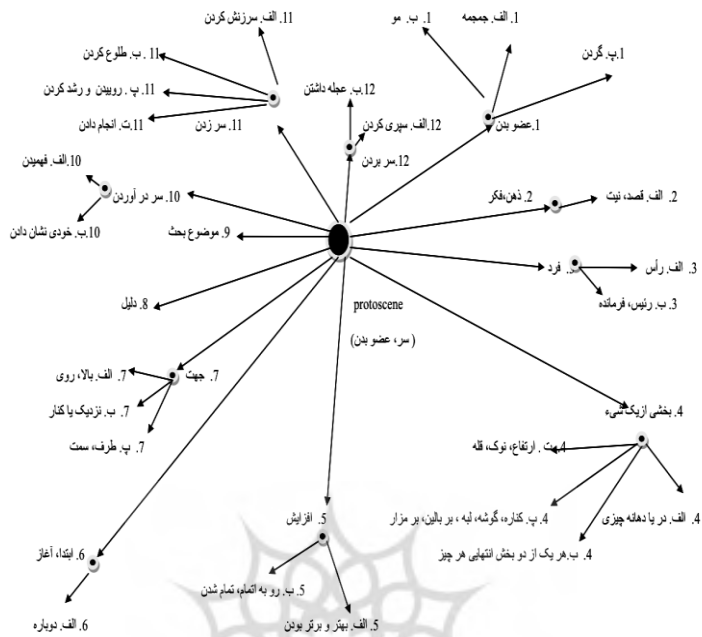 1. عضو بدن
1. الف. جمجمه
1. ب. مو
1. پ. گردن
2. ذهن،فکر
2. الف. قصد، نیت
. فرد
3. الف. رأس
3. ب. رئیس، فرمانده
4. بخشی ازیک شیء
4. الف. در یا دهانه چیزی
4. ب.هر یک از دو بخش انتهایی هر چیز
4. پ. کناره، گوشه، لبه ، بر بالین، بر مزار
4.ت . ارتفاع، نوک، قله
5. افزایش
5. الف. بهتر و برتر بودن
5. ب. رو به اتمام، تمام شدن
6. ابتدا، آغاز
6. الف. دوباره
7. جهت
7. الف. بالا، روی
7. ب. نزدیک یا کنار
7. پ. طرف، سمت
8. دلیل
9. موضوع بحث
10. سر در آوردن
10.الف. فهمیدن
10.ب. خودی نشان دادن
11. سر زدن
11. الف. سرزنش کردن
11. ب. طلوع کردن
11. پ . روییدن و رشد کردن
11.ت. انجام دادن
12.سر بردن
12.الف. سپری کردن
12.ب. عجله داشتن
protoscene
(سر، عضو بدن )